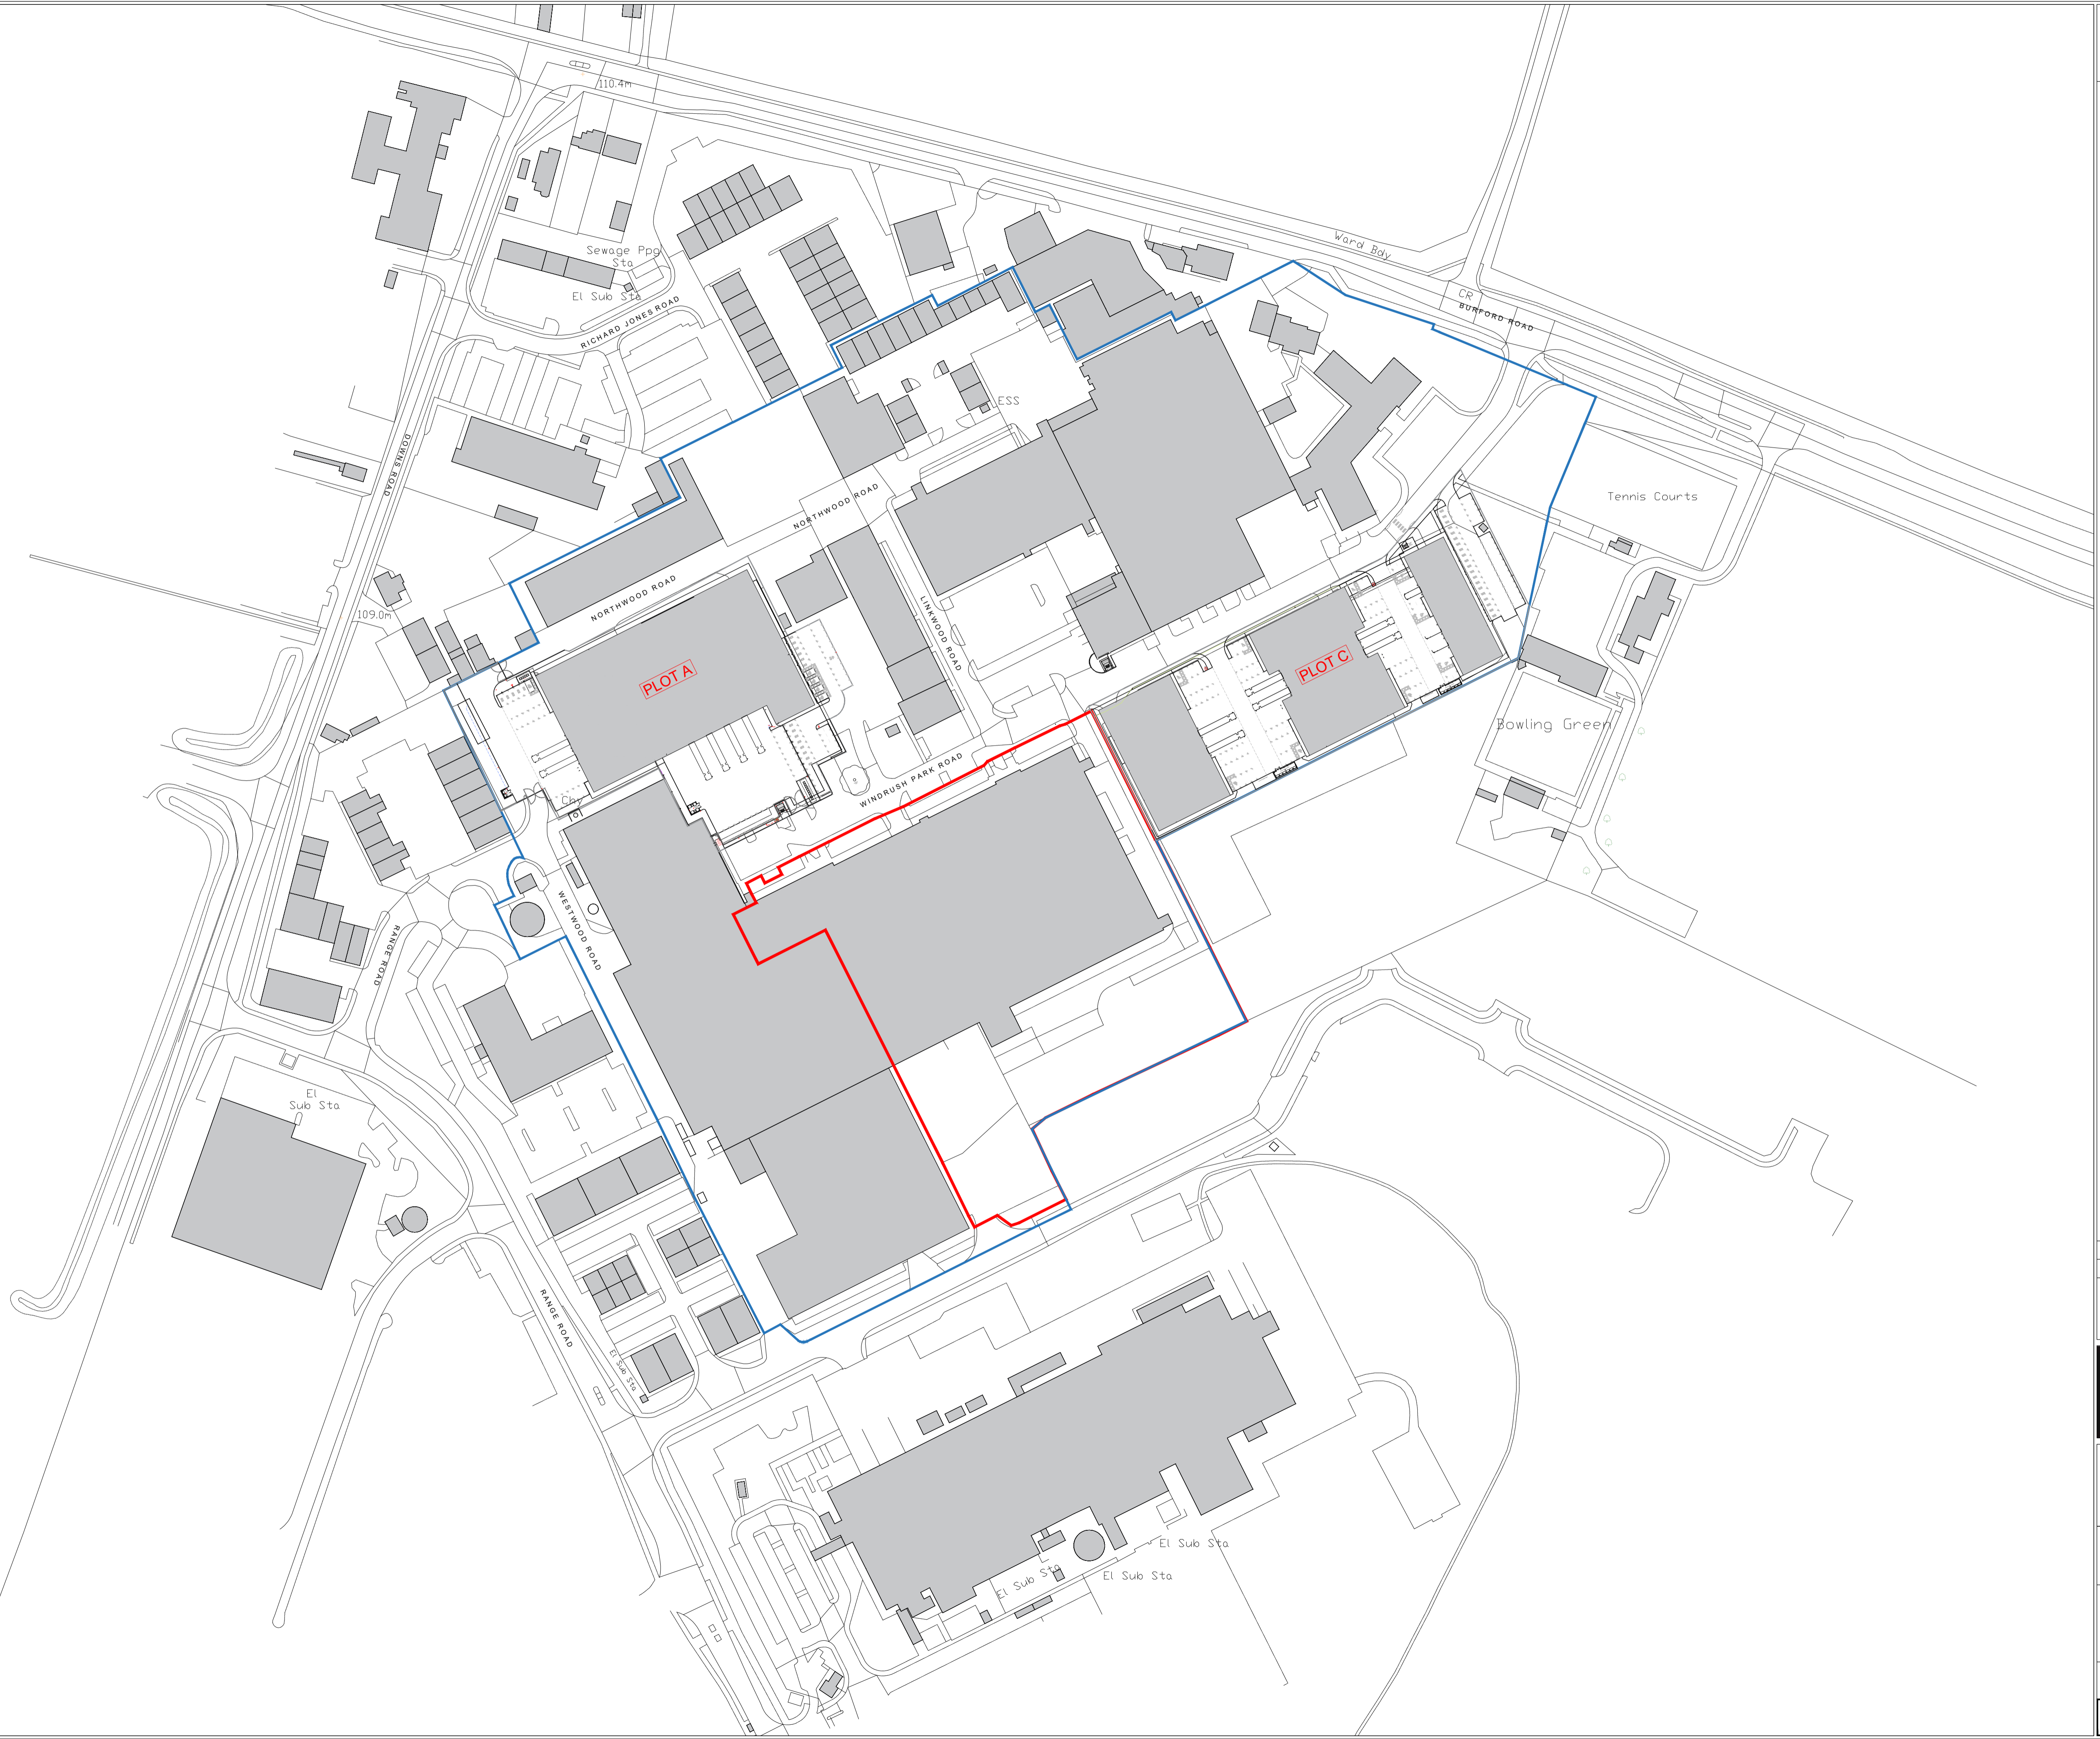 110.4m
Sewage Ppg
Sta
El Sub Sta
RICHARD JONES ROAD
Ward Bdy
CR
BURFORD ROAD
ESS
DOWNS ROAD
NORTHWOOD ROAD
Tennis Courts
NORTHWOOD ROAD
109.0m
LINKWOOD ROAD
PLOT A
PLOT C
Bowling Green
WINDRUSH PARK ROAD
Chy
WESTWOOD ROAD
RANGE ROAD
El
Sub Sta
RANGE ROAD
El Sub Sta
El Sub Sta
El Sub Sta
El Sub Sta